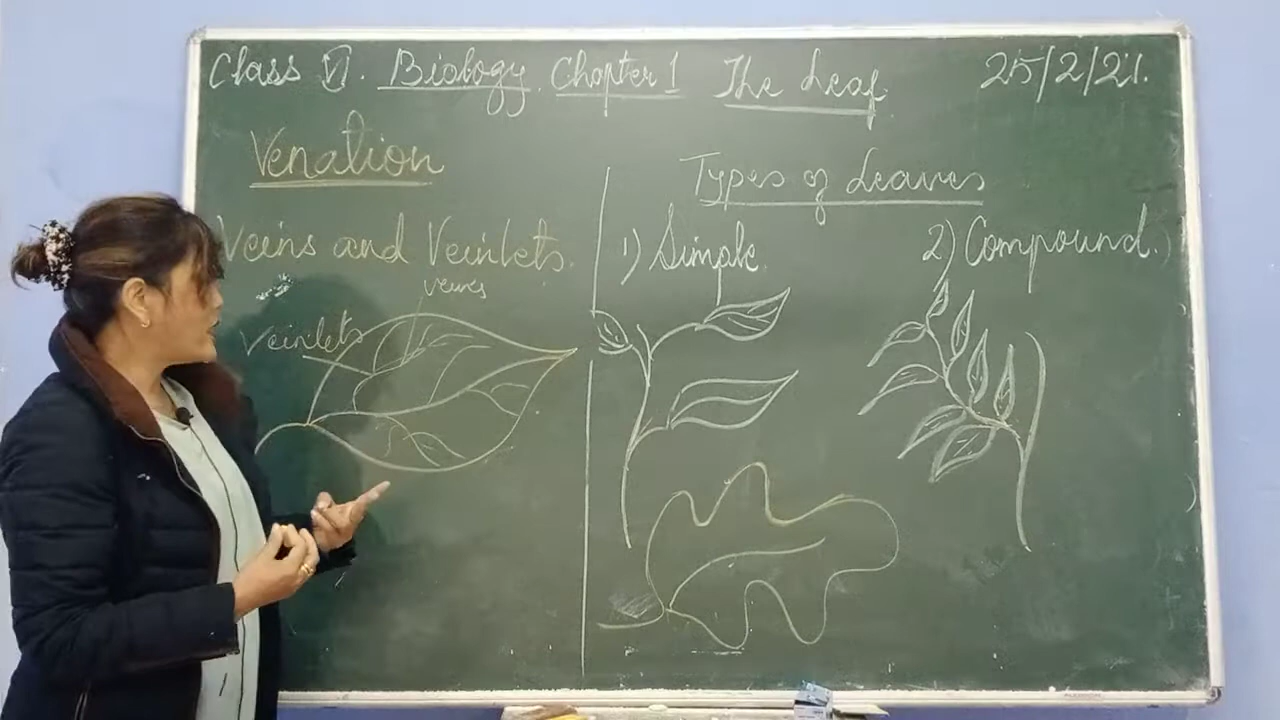 Class VI. Biology. Chapter 1 The Leaf. 25/2/21.
Venation
Veins and Veinlets.
veins
Veinlets
Types of Leaves
1) Simple.
2) Compound.